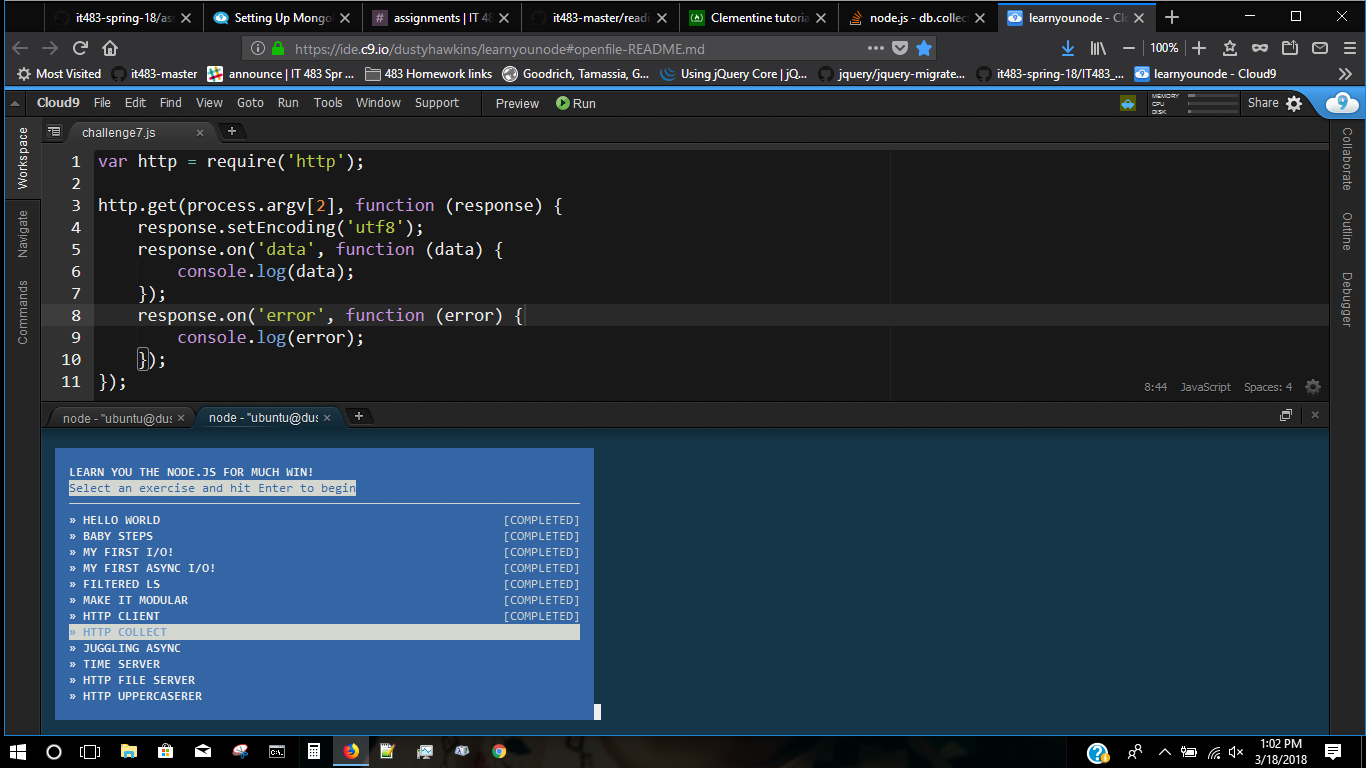 it483-spring-18/as:
Setting Up Mongo
assignments | IT 48
it483-master/readi
Clementine tutoria
node.js - db.collec
learnyounode - Clo
https://ide.c9.io/dustyhawkins/learnyounode#openfile-README.md
100%
Most Visited
it483-master
announce | IT 483 Spr ...
483 Homework links
Goodrich, Tamassia, G...
Using jQuery Core | jQ...
jquery/jquery-migrate...
it483-spring-18/IT483_...
learnyounode - Cloud9
Cloud9 File Edit Find View Goto Run Tools Window Support Preview Run
MEMORY
CPU
DISK
Share
9
Workspace
Navigate
Commands
challenge7.js
1 var http = require('http');
2
3 http.get(process.argv[2], function (response) {
4 response.setEncoding('utf8');
5 response.on('data', function (data) {
6 console.log(data);
7 });
8 response.on('error', function (error) {
9 console.log(error);
10 });
11 });
8:44 JavaScript Spaces: 4
Collaborate
Outline
Debugger
node - "ubuntu@dus
node - "ubuntu@dus
LEARN YOU THE NODE.JS FOR MUCH WIN!
Select an exercise and hit Enter to begin
» HELLO WORLD [COMPLETED]
» BABY STEPS [COMPLETED]
» MY FIRST I/O! [COMPLETED]
» MY FIRST ASYNC I/O! [COMPLETED]
» FILTERED LS [COMPLETED]
» MAKE IT MODULAR [COMPLETED]
» HTTP CLIENT [COMPLETED]
» HTTP COLLECT
» JUGGLING ASYNC
» TIME SERVER
» HTTP FILE SERVER
» HTTP UPPERCASERER
1:02 PM
3/18/2018